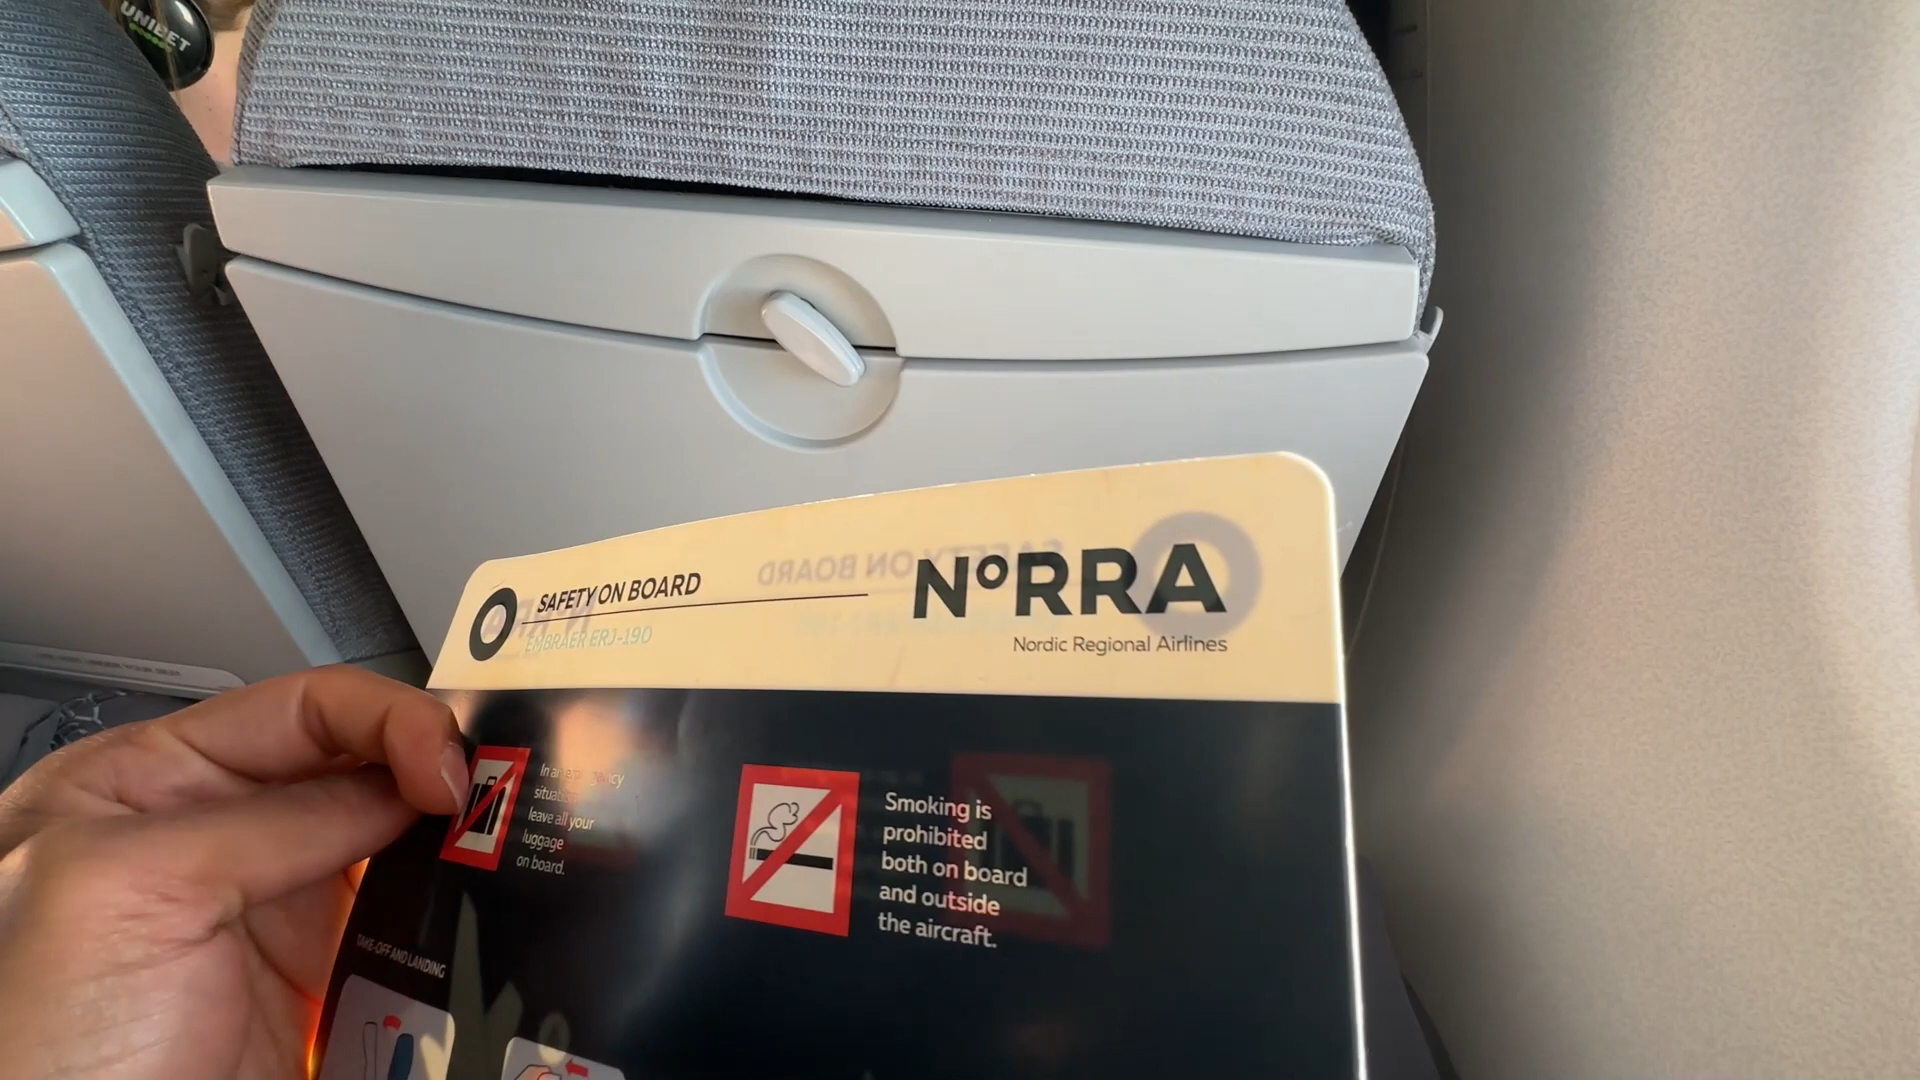 UNIBET
SAFETY ON BOARD
EMBRAER ERJ-190
NoRRA
Nordic Regional Airlines
In an emergency
situation
leave all your
luggage
on board.
Smoking is
prohibited
both on board
and outside
the aircraft.
TAKE-OFF AND LANDING